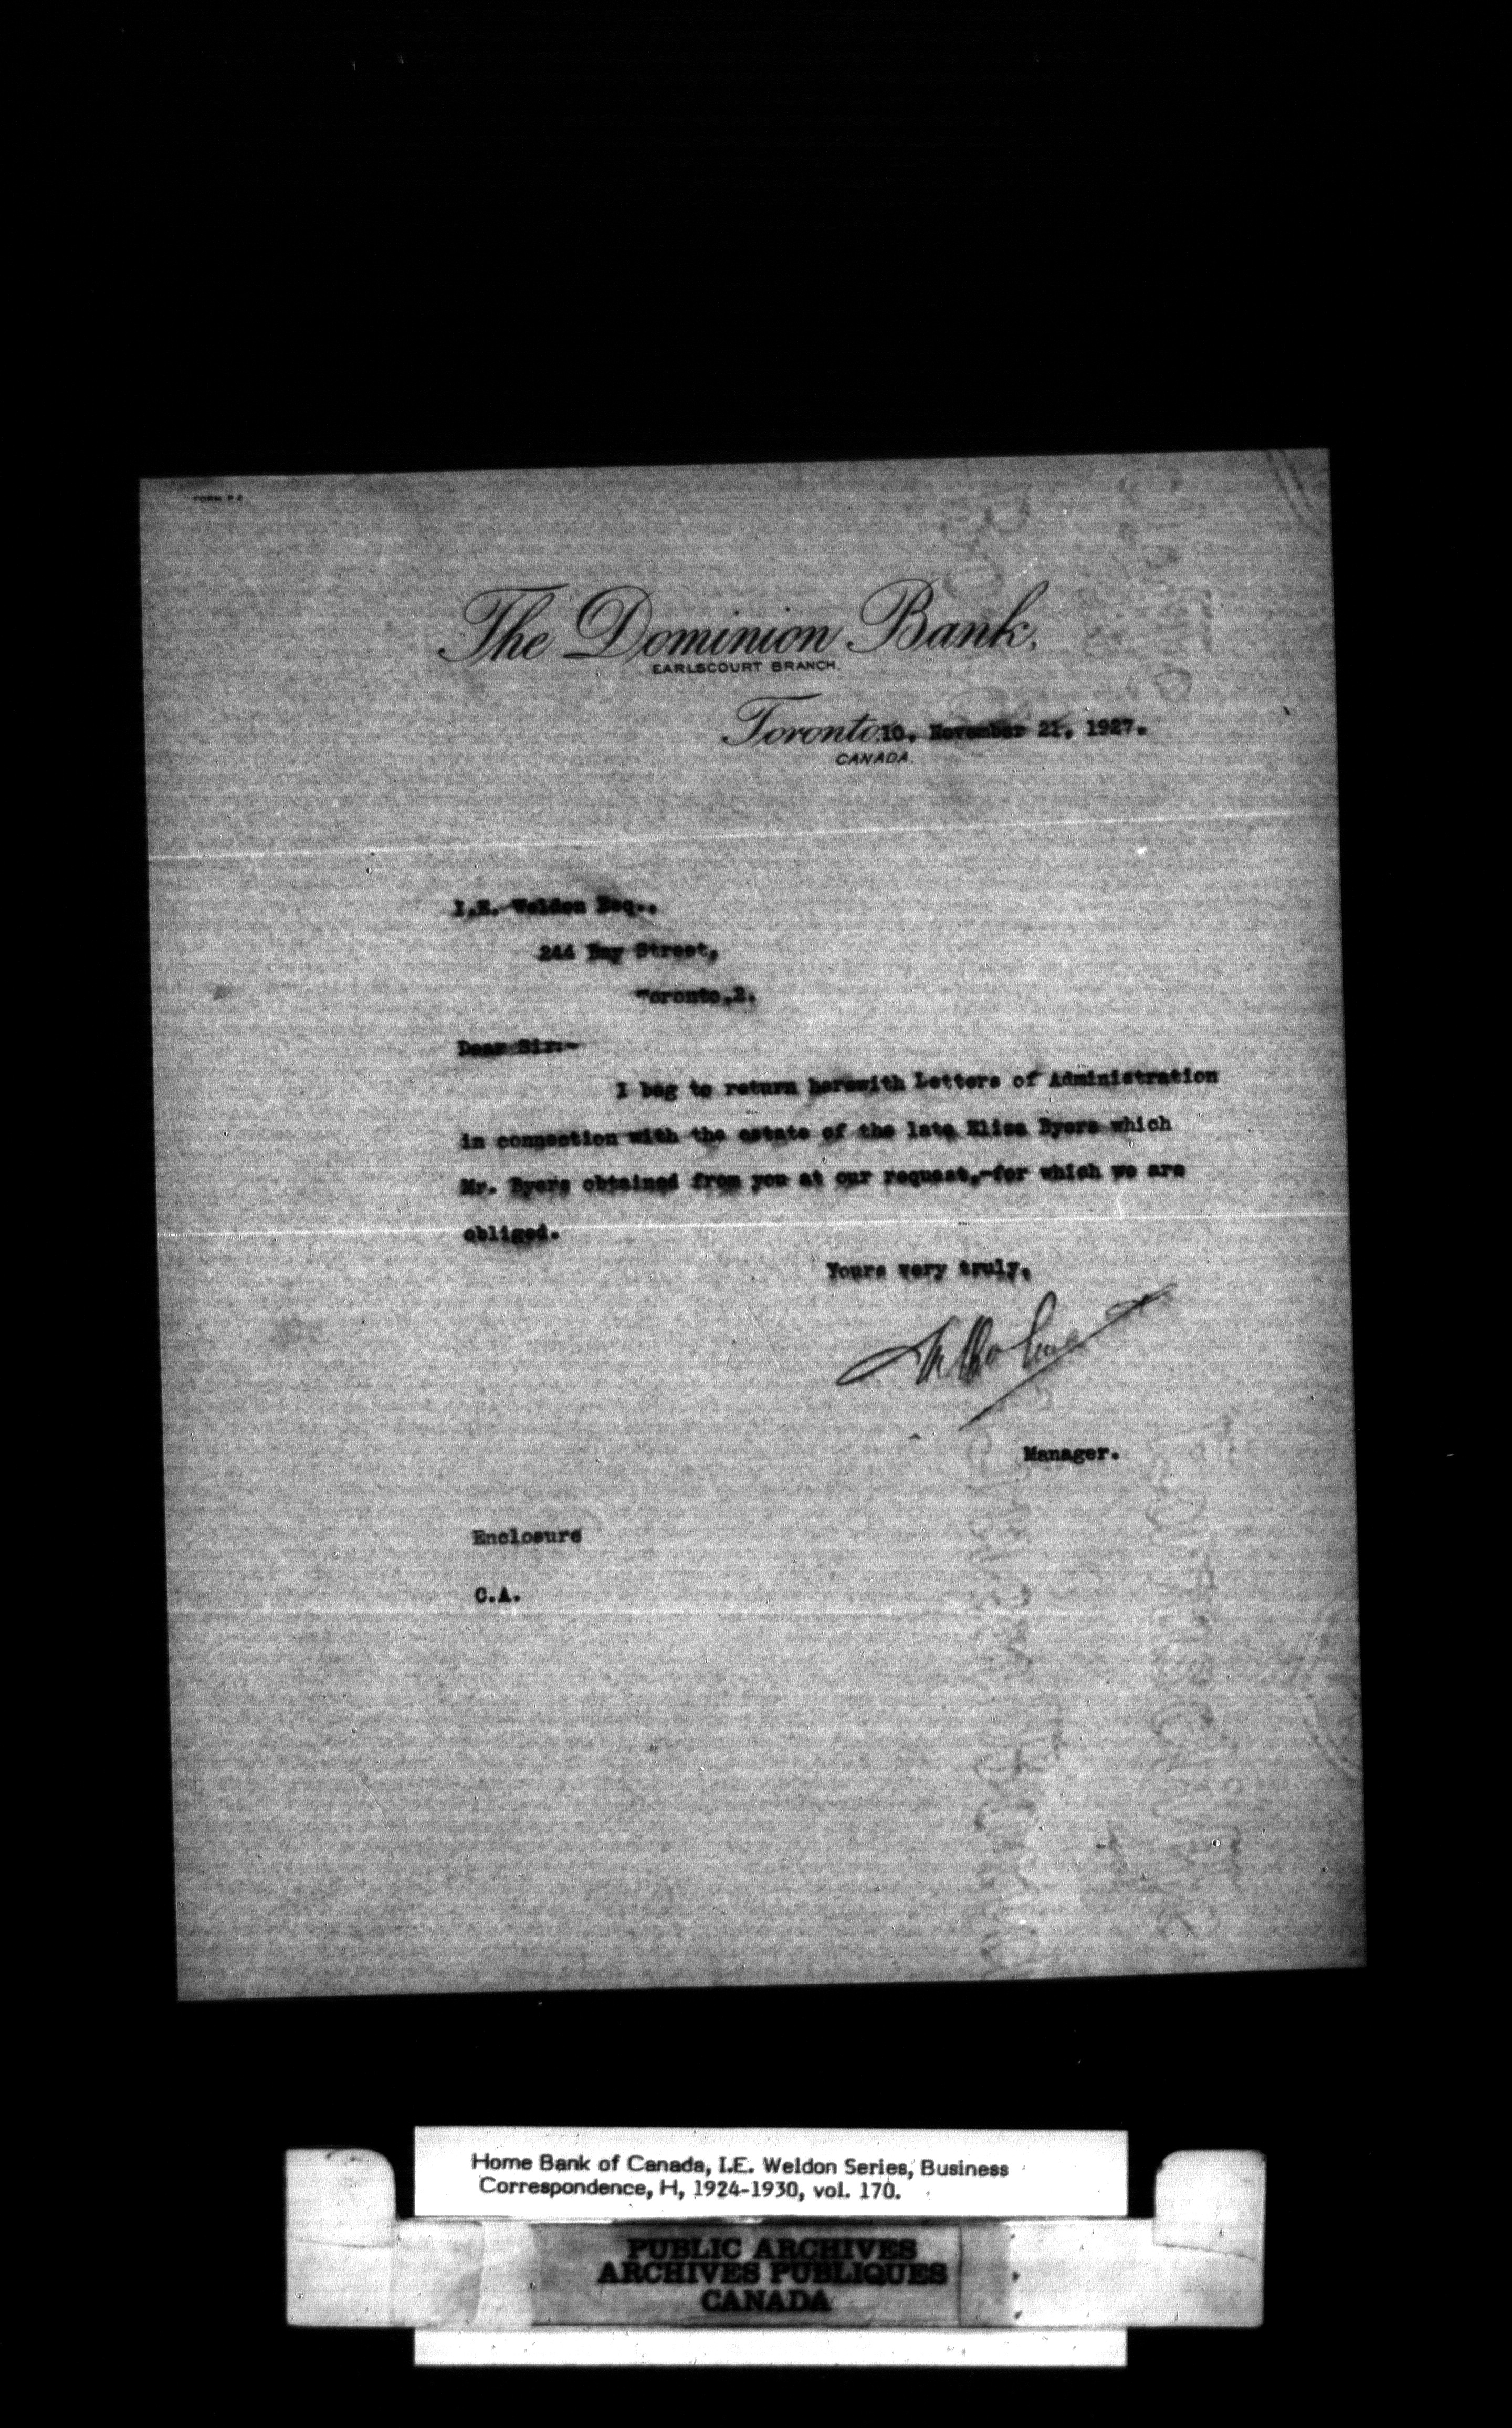 FORM P 2
The Dominion Bank.
EARLSCOURT BRANCH.
Toronto 10, November 21, 1927.
CANADA.
I.E. Weldon Esq.,
244 Bay Street,
Toronto,2.
Dear Sir:-
I beg to return herewith Letters of Administration
in connection with the estate of the late Eliza Byers which
Mr. Byers obtained from you at our request,-for which we are
obliged.
Yours very truly,
Manager.
Enclosure
C.A.
Home Bank of Canada, I.E. Weldon Series, Business
Correspondence, H, 1924-1930, vol. 170.
PUBLIC ARCHIVES
ARCHIVES PUBLIQUES
CANADA